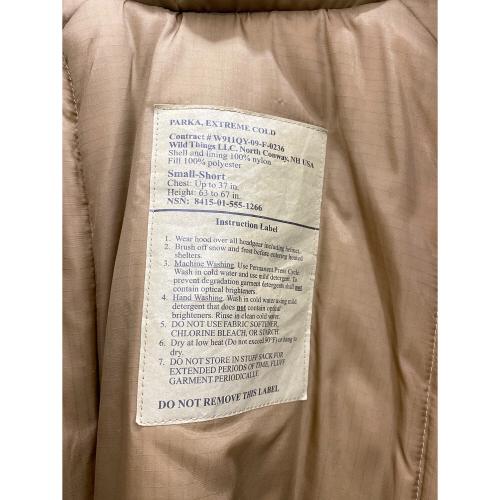 PARKA, EXTREME COLD
Contract # W911QY-09-F-0236
Wild Things LLC. North Conway, NH USA
Shell and lining 100% nylon
Fill 100% polyester
Small-Short
Chest: Up to 37 in.
Height: 63 to 67 in.
NSN: 8415-01-555-1266
Instruction Label
1. Wear hood over all headgear including helmet.
2. Brush off snow and frost before entering heated
shelters.
3. Machine Washing. Use Permanent Press Cycle.
Wash in cold water and use mild detergent. To
prevent degradation garment detergents shall not
contain optical brighteners.
4. Hand Washing. Wash in cold water using mild
detergent that does not contain optical
brighteners. Rinse in clean cold water.
5. DO NOT USE FABRIC SOFTENER,
CHLORINE BLEACH, OR STARCH.
6. Dry at low heat (Do not exceed 90°F) or hang to
dry.
7. DO NOT STORE IN STUFF SACK FOR
EXTENDED PERIODS OF TIME, FLUFF
GARMENT PERIODICALLY.
DO NOT REMOVE THIS LABEL